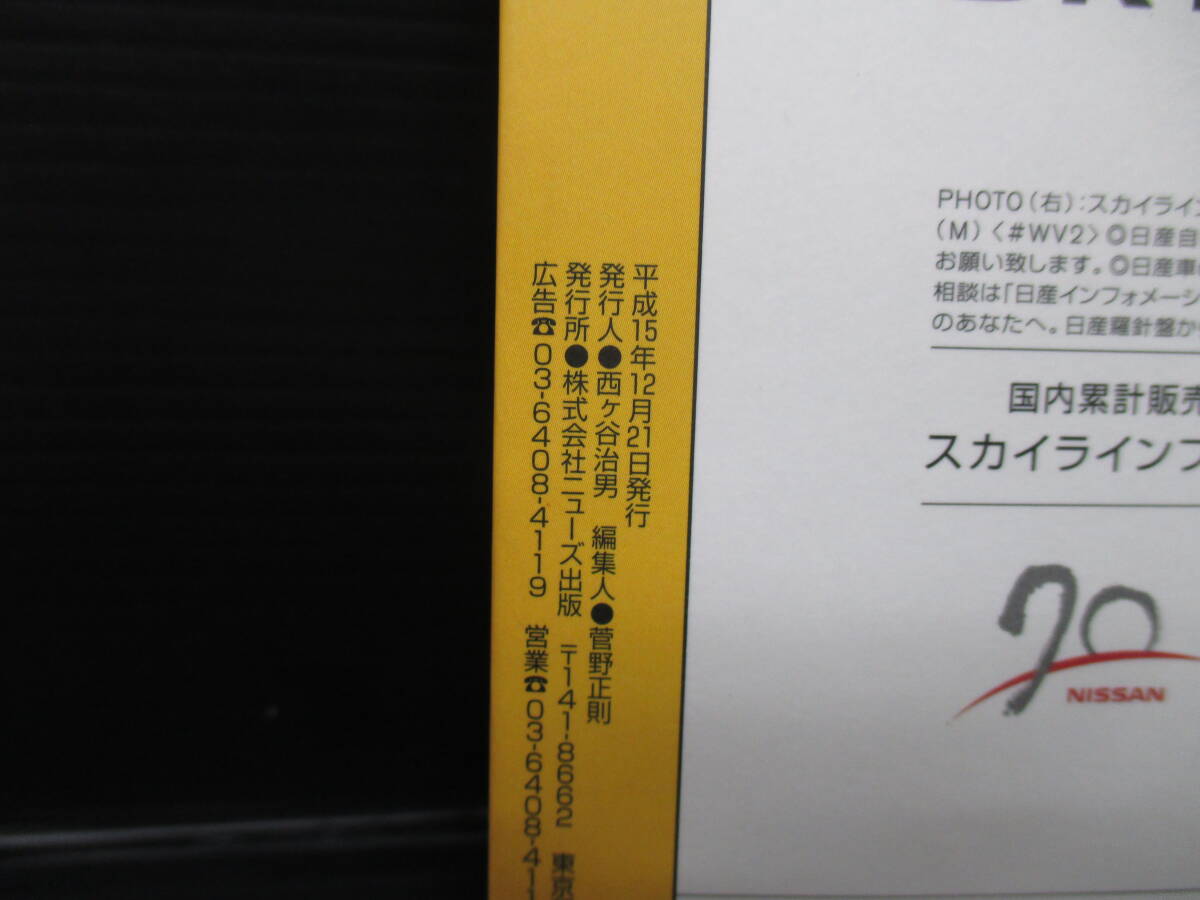 平成15年12月21日発行
発行人●西ヶ谷治男　編集人●菅野正則
発行所●株式会社ニューズ出版　〒141-8662　東京
広告☎03-6408-4119　営業☎03-6408-41
PHOTO（右）：スカイライ
（M）〈#WV2〉◎日産自
お願い致します。◎日産車
相談は「日産インフォメーシ
のあなたへ。日産羅針盤か
国内累計販売
スカイラインフ
70
NISSAN